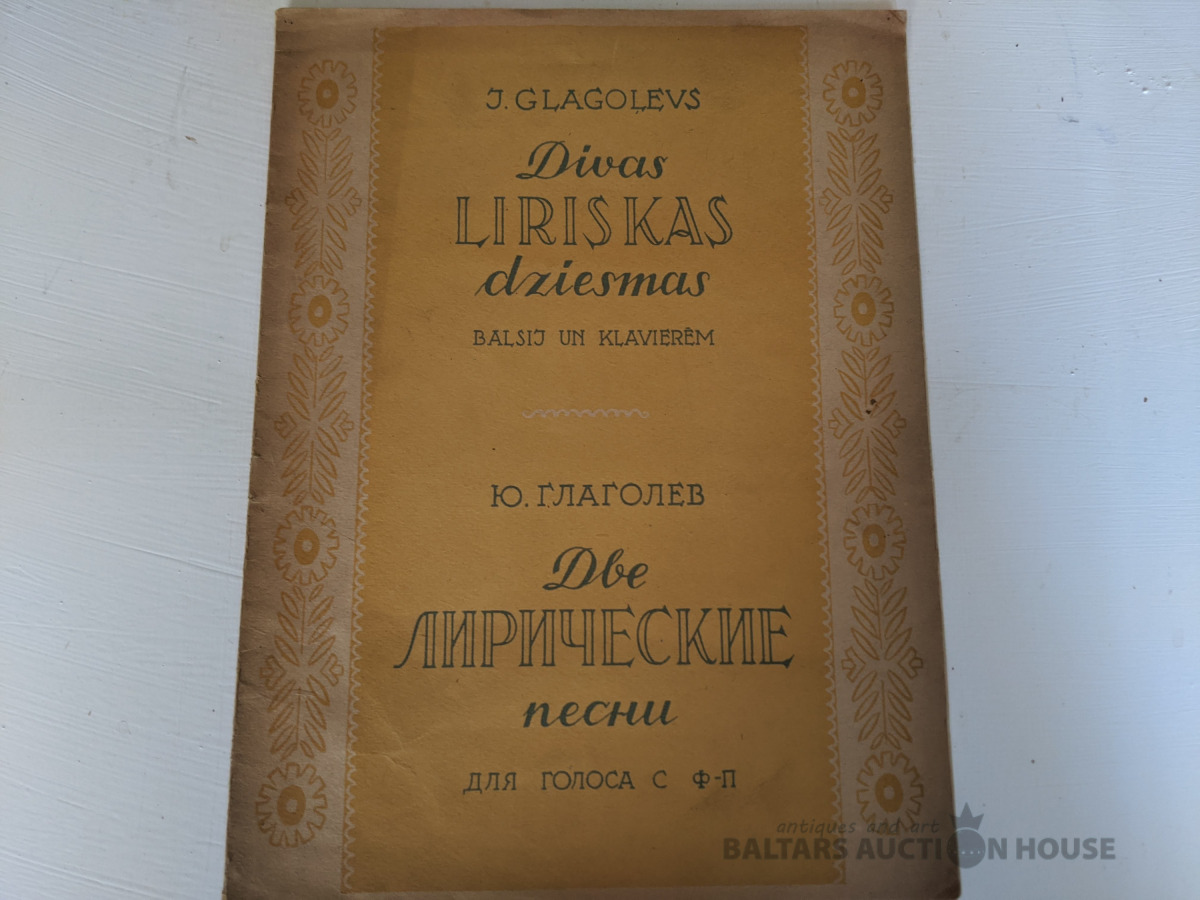 J. GLAGOĻEVS
Divas
LIRISKAS
dziesmas
BALSIJ UN KLAVIERĒM
Ю. ГЛАГОЛЕВ
Две
ЛИРИЧЕСКИЕ
песни
ДЛЯ ГОЛОСА С Ф-П
antiques and art
BALTARS AUCTION HOUSE